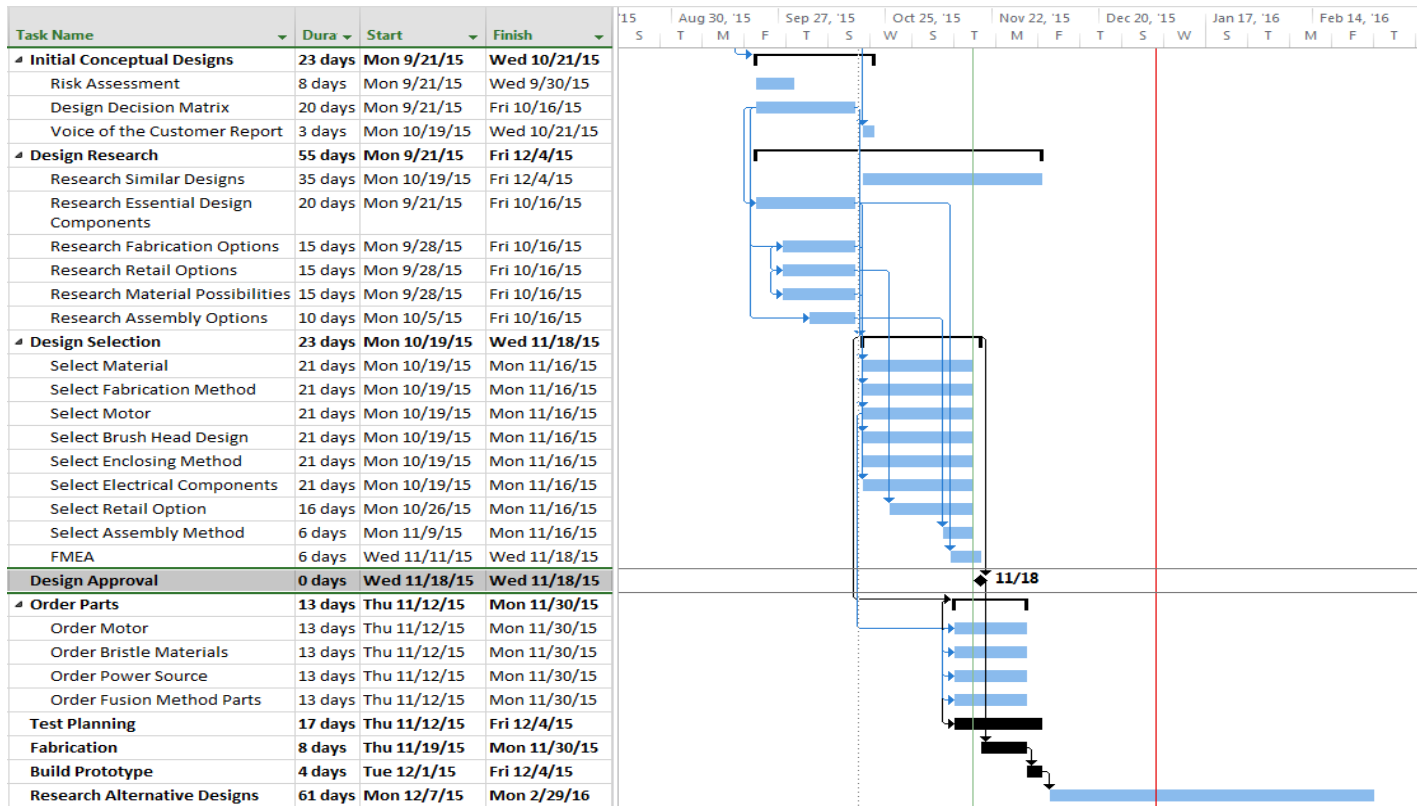 '15 Aug 30, '15 Sep 27, '15 Oct 25, '15 Nov 22, '15 Dec 20, '15 Jan 17, '16 Feb 14, '16
Task Name Dura Start Finish S T M F T S W S T M F T S W S T M F T
Initial Conceptual Designs 23 days Mon 9/21/15 Wed 10/21/15
Risk Assessment 8 days Mon 9/21/15 Wed 9/30/15
Design Decision Matrix 20 days Mon 9/21/15 Fri 10/16/15
Voice of the Customer Report 3 days Mon 10/19/15 Wed 10/21/15
Design Research 55 days Mon 9/21/15 Fri 12/4/15
Research Similar Designs 35 days Mon 10/19/15 Fri 12/4/15
Research Essential Design 20 days Mon 9/21/15 Fri 10/16/15
Components
Research Fabrication Options 15 days Mon 9/28/15 Fri 10/16/15
Research Retail Options 15 days Mon 9/28/15 Fri 10/16/15
Research Material Possibilities 15 days Mon 9/28/15 Fri 10/16/15
Research Assembly Options 10 days Mon 10/5/15 Fri 10/16/15
Design Selection 23 days Mon 10/19/15 Wed 11/18/15
Select Material 21 days Mon 10/19/15 Mon 11/16/15
Select Fabrication Method 21 days Mon 10/19/15 Mon 11/16/15
Select Motor 21 days Mon 10/19/15 Mon 11/16/15
Select Brush Head Design 21 days Mon 10/19/15 Mon 11/16/15
Select Enclosing Method 21 days Mon 10/19/15 Mon 11/16/15
Select Electrical Components 21 days Mon 10/19/15 Mon 11/16/15
Select Retail Option 16 days Mon 10/26/15 Mon 11/16/15
Select Assembly Method 6 days Mon 11/9/15 Mon 11/16/15
FMEA 6 days Wed 11/11/15 Wed 11/18/15
Design Approval 0 days Wed 11/18/15 Wed 11/18/15 11/18
Order Parts 13 days Thu 11/12/15 Mon 11/30/15
Order Motor 13 days Thu 11/12/15 Mon 11/30/15
Order Bristle Materials 13 days Thu 11/12/15 Mon 11/30/15
Order Power Source 13 days Thu 11/12/15 Mon 11/30/15
Order Fusion Method Parts 13 days Thu 11/12/15 Mon 11/30/15
Test Planning 17 days Thu 11/12/15 Fri 12/4/15
Fabrication 8 days Thu 11/19/15 Mon 11/30/15
Build Prototype 4 days Tue 12/1/15 Fri 12/4/15
Research Alternative Designs 61 days Mon 12/7/15 Mon 2/29/16